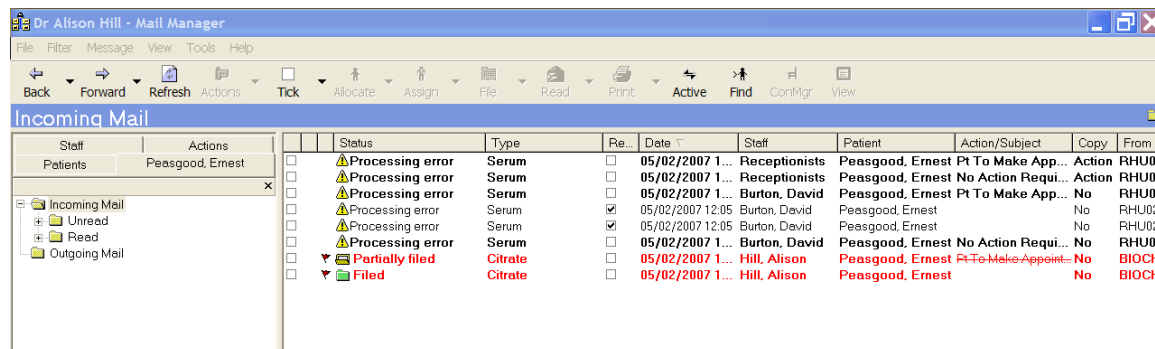 Dr Alison Hill - Mail Manager
File Filter Message View Tools Help
Back Forward Refresh Actions Tick Allocate Assign File Read Print Active Find ConMgr View
Incoming Mail
Staff Actions
Patients Peasgood, Ernest
Incoming Mail
Unread
Read
Outgoing Mail
Status Type Re... Date Staff Patient Action/Subject Copy From
Processing error Serum 05/02/2007 1... Receptionists Peasgood, Ernest Pt To Make App... Action RHU0
Processing error Serum 05/02/2007 1... Receptionists Peasgood, Ernest No Action Requi... Action RHU0
Processing error Serum 05/02/2007 1... Burton, David Peasgood, Ernest Pt To Make App... No RHU0
Processing error Serum 05/02/2007 12:05 Burton, David Peasgood, Ernest No RHU02
Processing error Serum 05/02/2007 12:05 Burton, David Peasgood, Ernest No RHU02
Processing error Serum 05/02/2007 1... Burton, David Peasgood, Ernest No Action Requi... No RHU0
Partially filed Citrate 05/02/2007 1... Hill, Alison Peasgood, Ernest Pt To Make Appoint... No BIOCH
Filed Citrate 05/02/2007 1... Hill, Alison Peasgood, Ernest No BIOCH